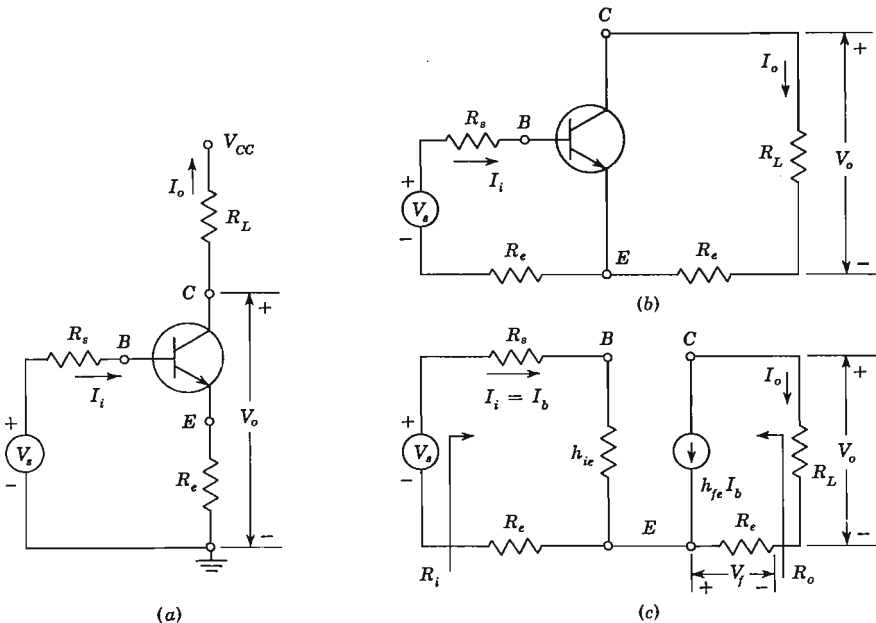 V_CC
I_o
R_L
C
+
R_s
B
I_i
V_o
E
+
V_s
−
R_e
−
(a)
C
I_o
+
R_s
B
I_i
R_L
V_o
+
V_s
−
R_e
E
R_e
−
(b)
R_s
B
C
I_o
+
I_i = I_b
+
V_s
−
h_ie
h_fe I_b
R_L
V_o
R_e
E
R_e
−
R_i
+ V_f −
R_o
(c)